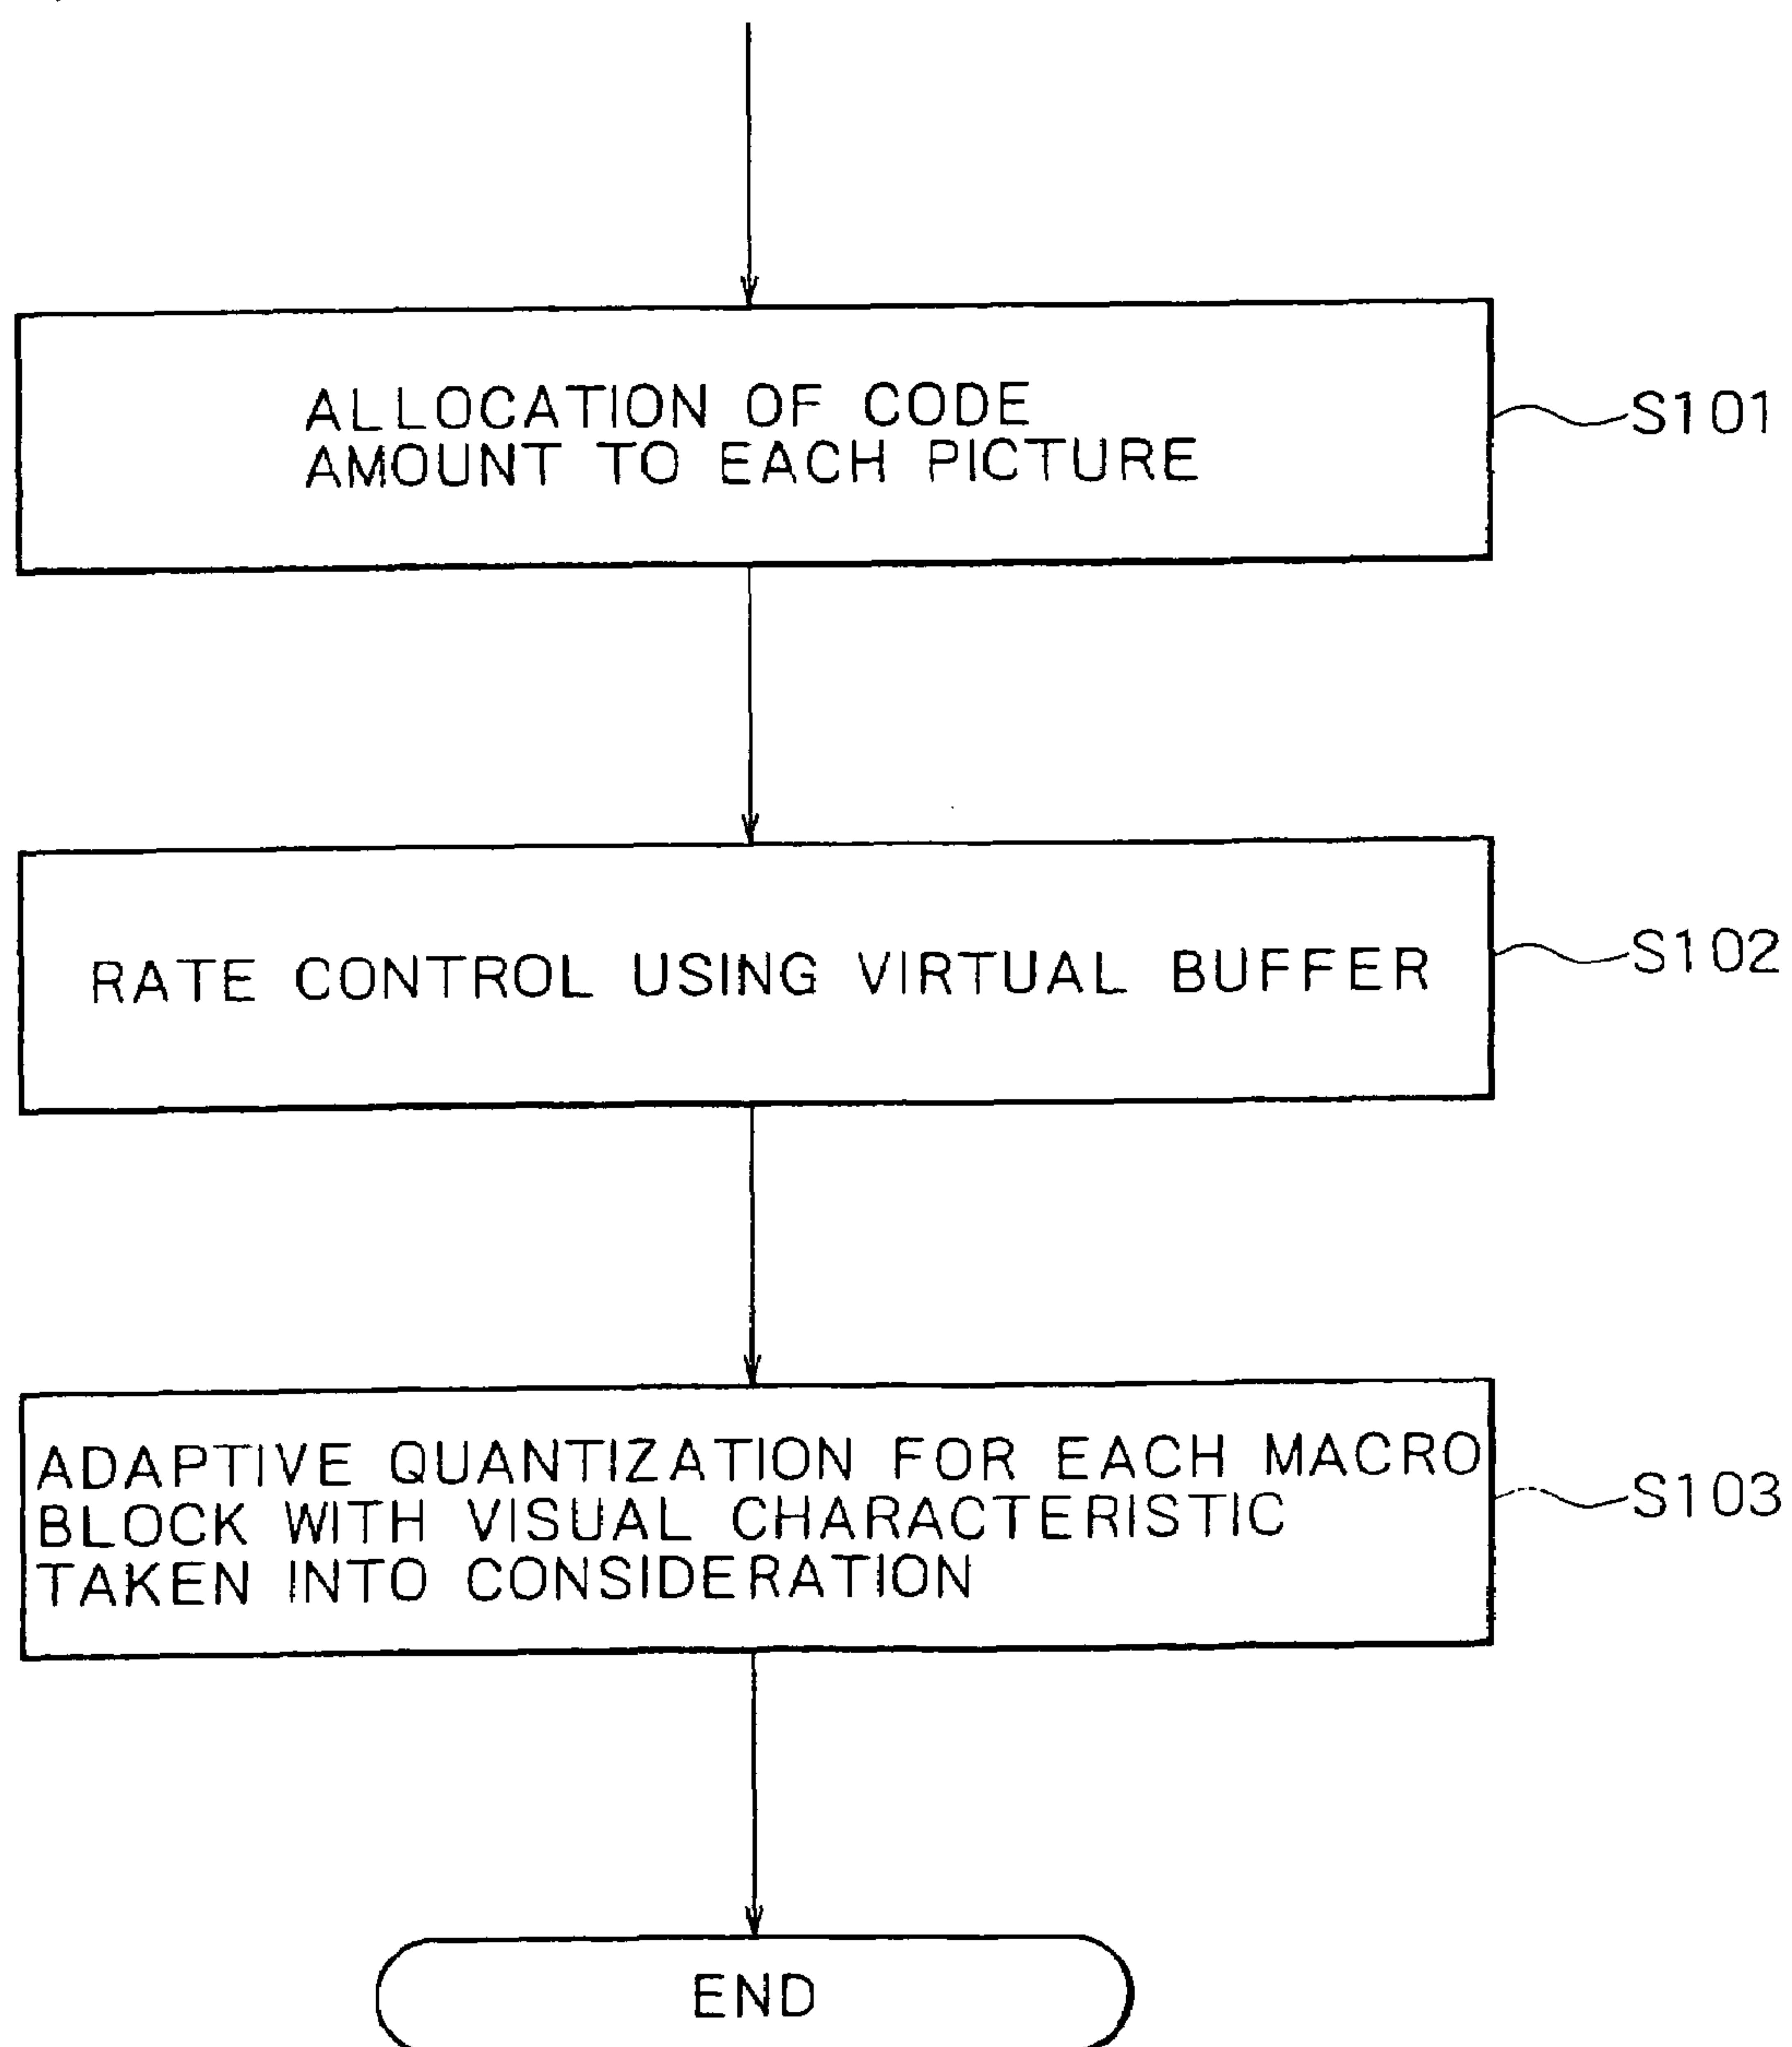 ALLOCATION OF CODE
AMOUNT TO EACH PICTURE
S101
RATE CONTROL USING VIRTUAL BUFFER
S102
ADAPTIVE QUANTIZATION FOR EACH MACRO
BLOCK WITH VISUAL CHARACTERISTIC
TAKEN INTO CONSIDERATION
S103
END